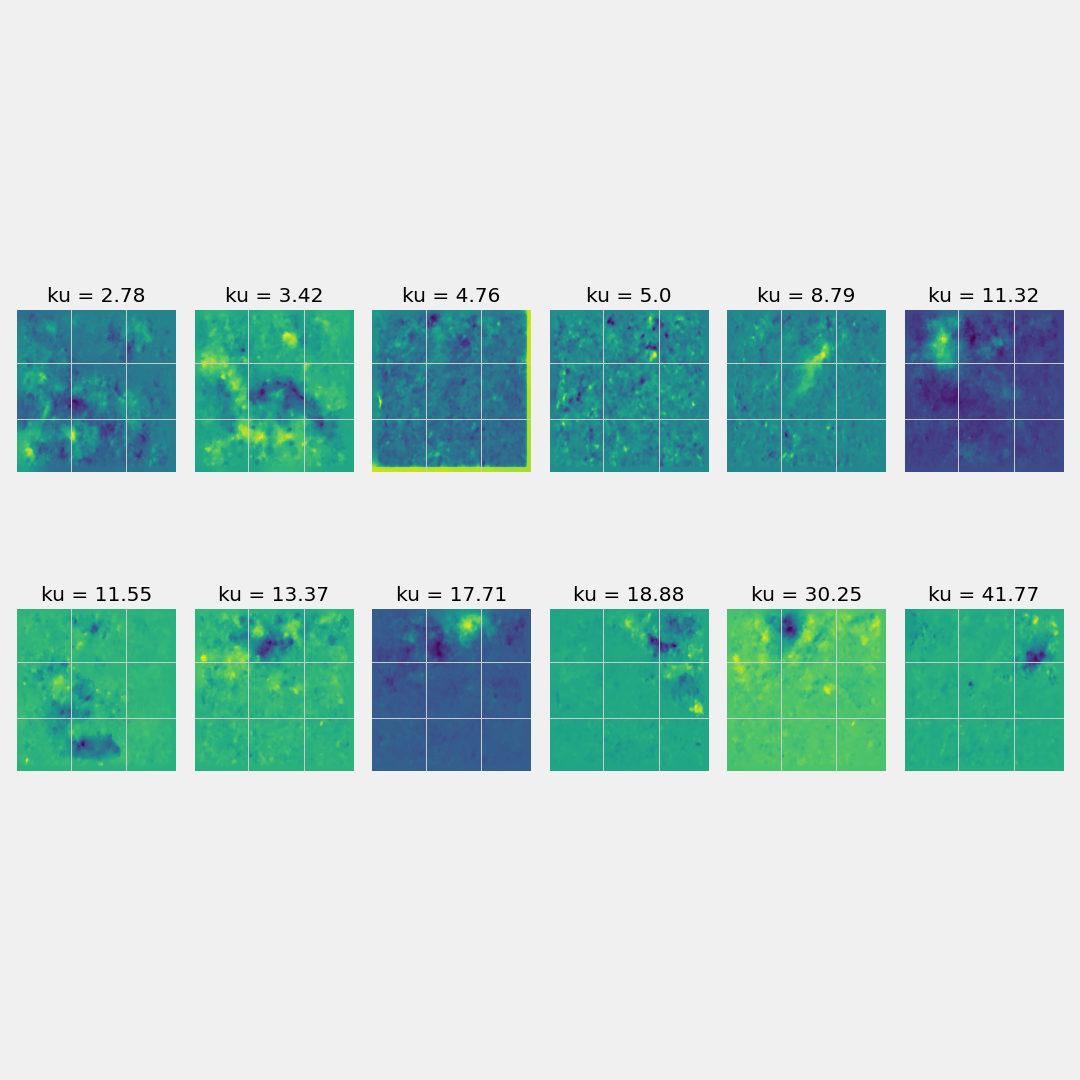 ku = 2.78
ku = 3.42
ku = 4.76
ku = 5.0
ku = 8.79
ku = 11.32
ku = 11.55
ku = 13.37
ku = 17.71
ku = 18.88
ku = 30.25
ku = 41.77